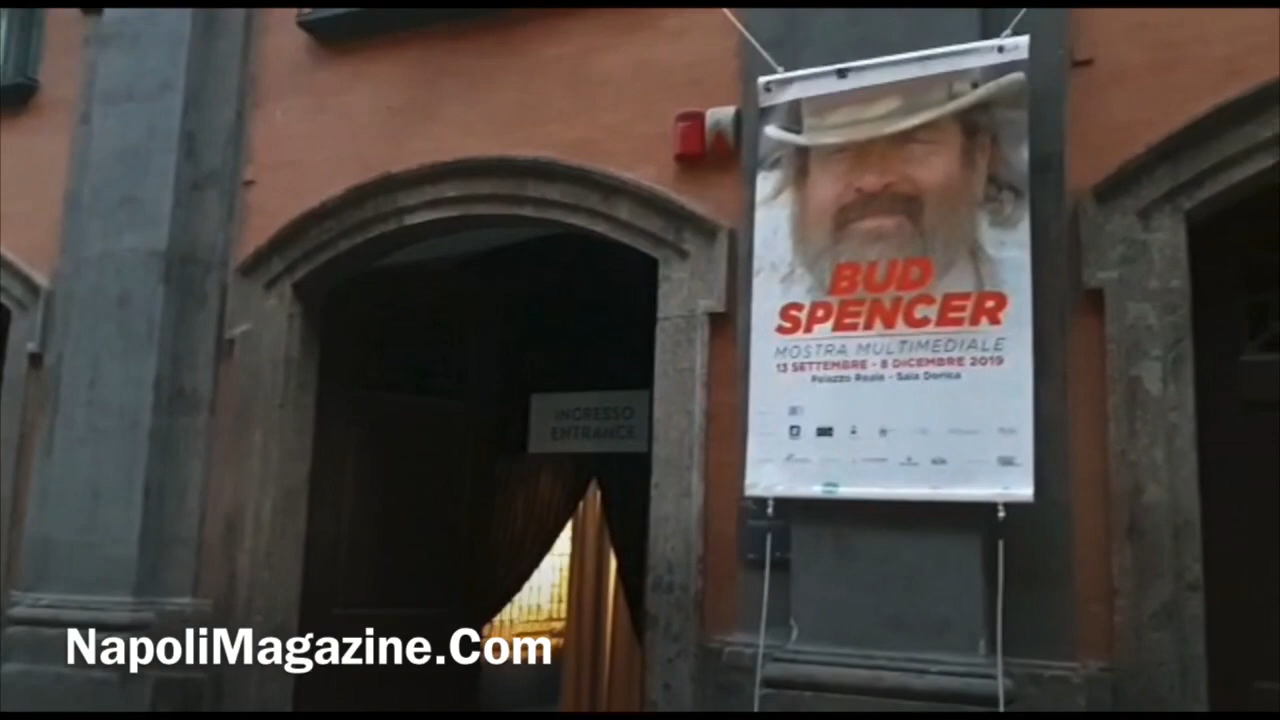 BUD
SPENCER
MOSTRA MULTIMEDIALE
13 SETTEMBRE - 8 DICEMBRE 2019
Palazzo Reale - Sala Dorica
INGRESSO
ENTRANCE
NapoliMagazine.Com